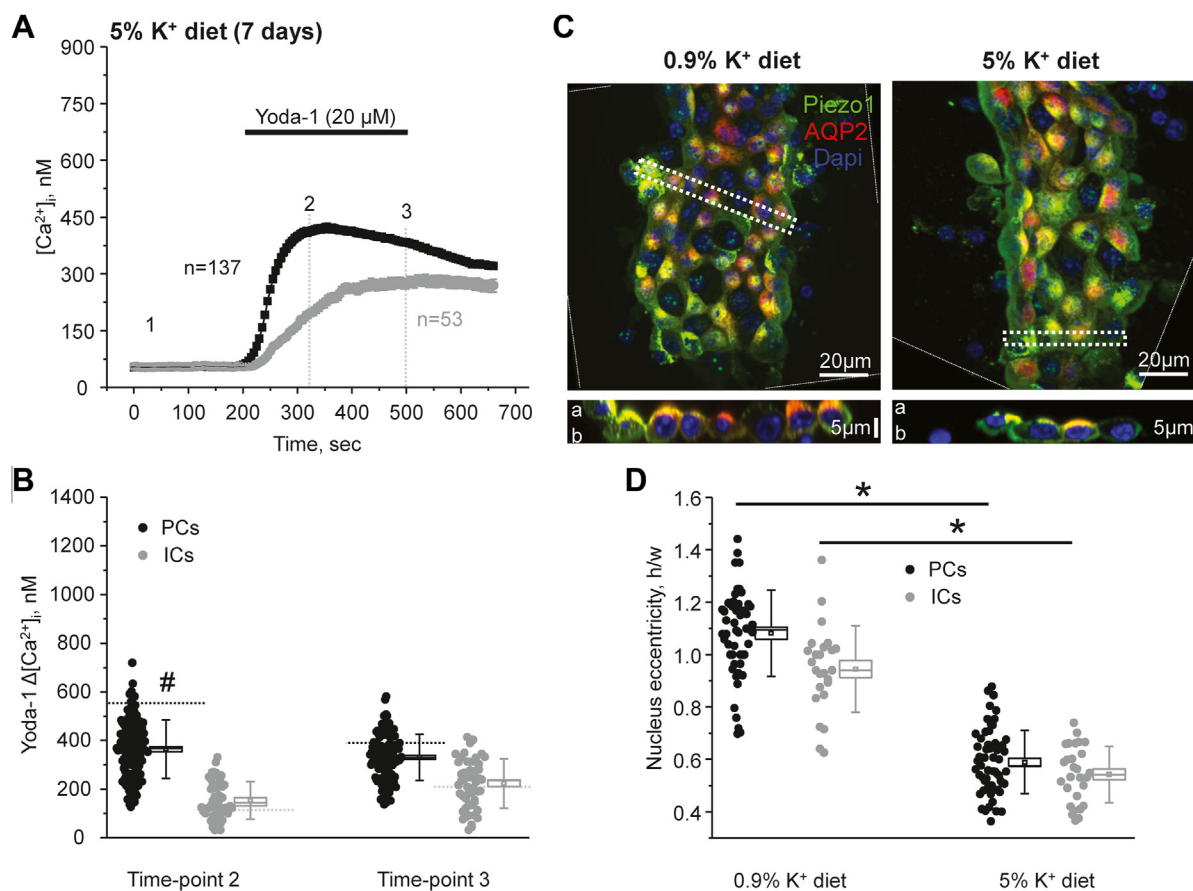 A
5% K⁺ diet (7 days)
900
750
600
450
300
150
0
[Ca²⁺]ᵢ, nM
Yoda-1 (20 µM)
1
2
3
n=137
n=53
0
100
200
300
400
500
600
700
Time, sec
B
1400
1200
1000
800
600
400
200
0
Yoda-1 Δ[Ca²⁺]ᵢ, nM
PCs
ICs
#
Time-point 2
Time-point 3
C
0.9% K⁺ diet
5% K⁺ diet
Piezo1
AQP2
Dapi
20µm
20µm
a
b
5µm
a
b
5µm
D
1.6
1.4
1.2
1.0
0.8
0.6
0.4
Nucleus eccentricity, h/w
*
*
PCs
ICs
0.9% K⁺ diet
5% K⁺ diet